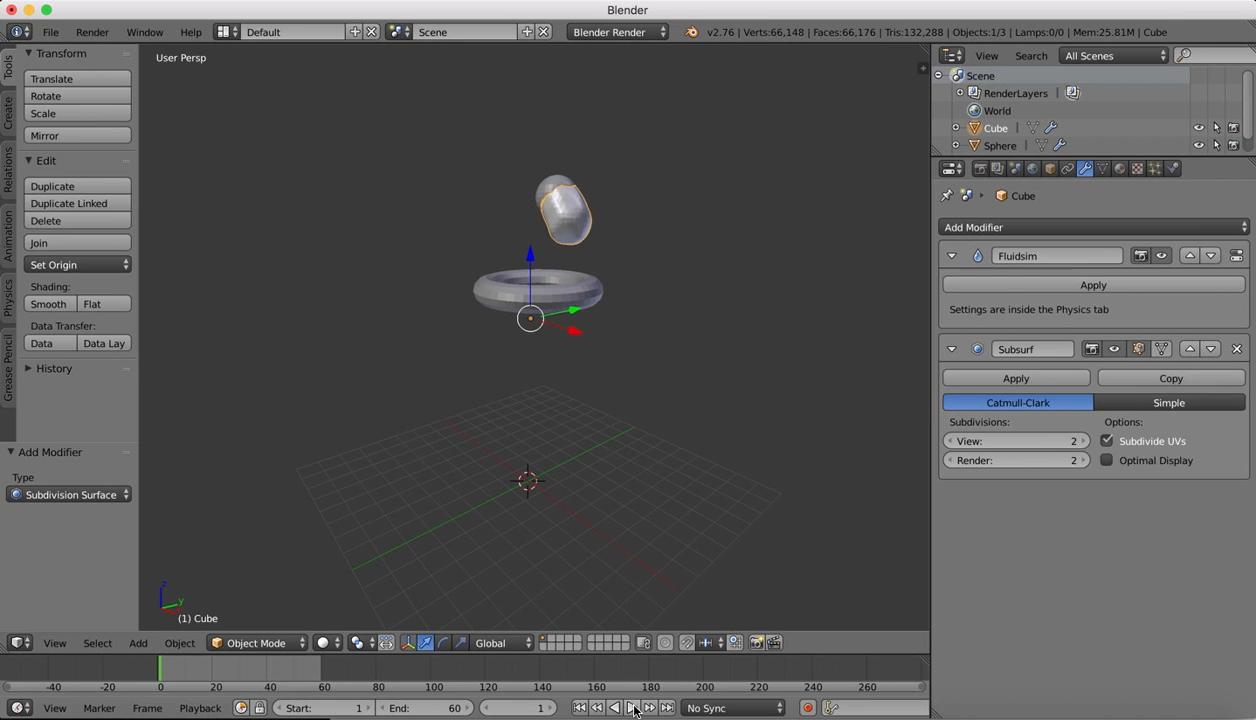 Blender
File Render Window Help Default Scene Blender Render v2.76 | Verts:66,148 | Faces:66,176 | Tris:132,288 | Objects:1/3 | Lamps:0/0 | Mem:25.81M | Cube
Tools
Create
Relations
Animation
Physics
Grease Pencil
Transform
Translate
Rotate
Scale
Mirror
Edit
Duplicate
Duplicate Linked
Delete
Join
Set Origin
Shading:
Smooth Flat
Data Transfer:
Data Data Lay
History
Add Modifier
Type
Subdivision Surface
User Persp
z
y
(1) Cube
View Select Add Object Object Mode Global
-40 -20 0 20 40 60 80 100 120 140 160 180 200 220 240 260
View Marker Frame Playback Start: 1 End: 60 1 No Sync
View Search All Scenes
Scene
RenderLayers |
World
Cube |
Sphere |
Cube
Add Modifier
Fluidsim
Apply
Settings are inside the Physics tab
Subsurf
Apply Copy
Catmull-Clark Simple
Subdivisions: Options:
View: 2 Subdivide UVs
Render: 2 Optimal Display